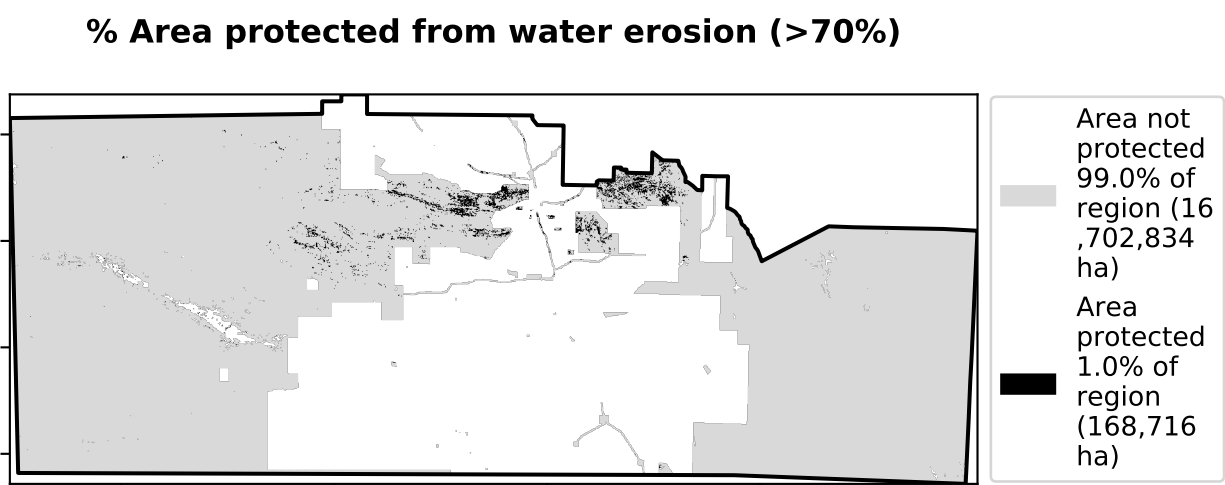 % Area protected from water erosion (>70%)
Area not
protected
99.0% of
region (16
,702,834
ha)
Area
protected
1.0% of
region
(168,716
ha)